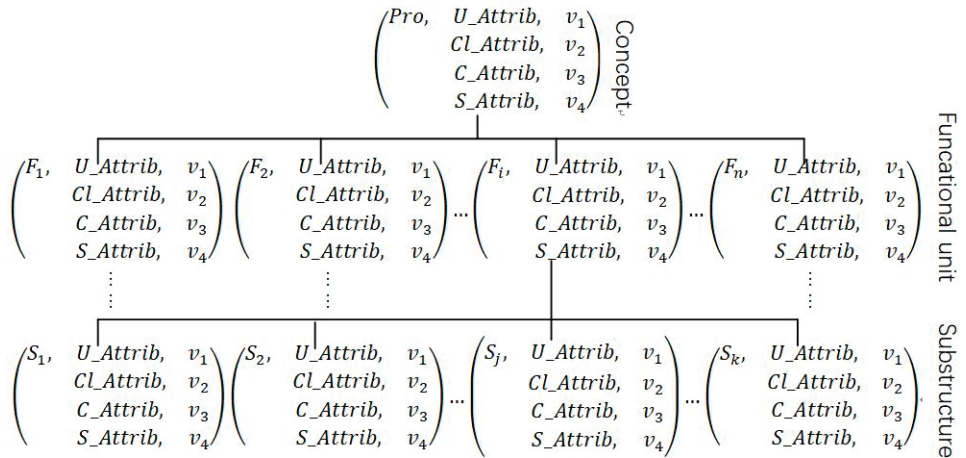 Pro, U_Attrib, v₁
Cl_Attrib, v₂
C_Attrib, v₃
S_Attrib, v₄
Concept
F₁, U_Attrib, v₁ F₂, U_Attrib, v₁ Fᵢ, U_Attrib, v₁ Fₙ, U_Attrib, v₁
Cl_Attrib, v₂ Cl_Attrib, v₂ Cl_Attrib, v₂ Cl_Attrib, v₂
C_Attrib, v₃ C_Attrib, v₃ ... C_Attrib, v₃ ... C_Attrib, v₃
S_Attrib, v₄ S_Attrib, v₄ S_Attrib, v₄ S_Attrib, v₄
Funcational unit
S₁, U_Attrib, v₁ S₂, U_Attrib, v₁ Sⱼ, U_Attrib, v₁ Sₖ, U_Attrib, v₁
Cl_Attrib, v₂ Cl_Attrib, v₂ Cl_Attrib, v₂ Cl_Attrib, v₂
C_Attrib, v₃ C_Attrib, v₃ ... C_Attrib, v₃ ... C_Attrib, v₃
S_Attrib, v₄ S_Attrib, v₄ S_Attrib, v₄ S_Attrib, v₄
Substructure